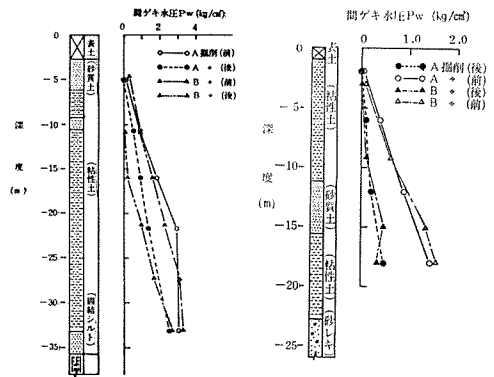 間ゲキ水圧Pw (kg/cm²)
0 2 4
A 掘削 (前)
A 〃 (後)
B 〃 (前)
B 〃 (後)
0
-5
-10
-15
-20
-25
-30
-35
深度(m)
表土
(砂質土)
(粘性土)
(固結シルト)
間ゲキ水圧Pw (kg/cm²)
0 1.0 2.0
A 掘削 (後)
A 〃 (前)
B 〃 (後)
B 〃 (前)
0
-5
-10
-15
-20
-25
深度(m)
表土
(粘性土)
(砂質土)
(粘性土)
(砂レキ)